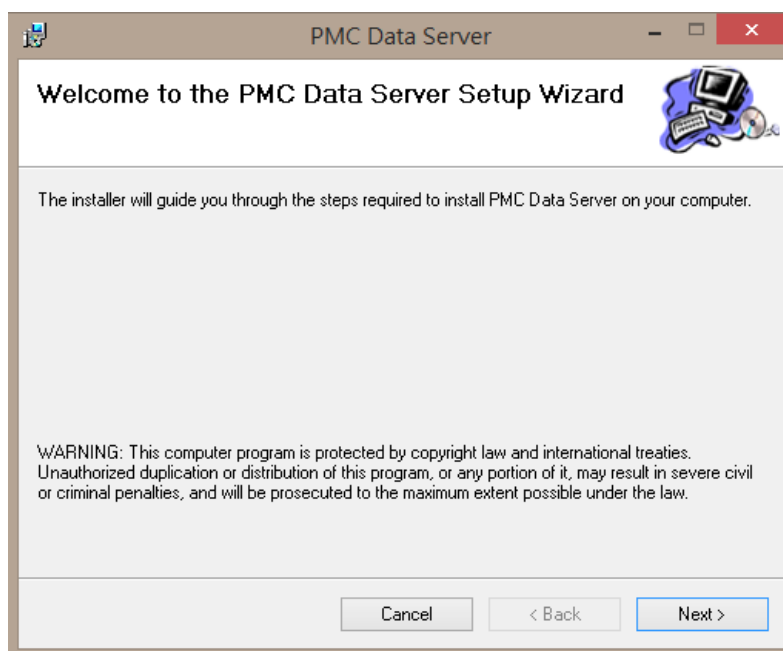 PMC Data Server
Welcome to the PMC Data Server Setup Wizard
The installer will guide you through the steps required to install PMC Data Server on your computer.
WARNING: This computer program is protected by copyright law and international treaties.
Unauthorized duplication or distribution of this program, or any portion of it, may result in severe civil
or criminal penalties, and will be prosecuted to the maximum extent possible under the law.
Cancel
< Back
Next >